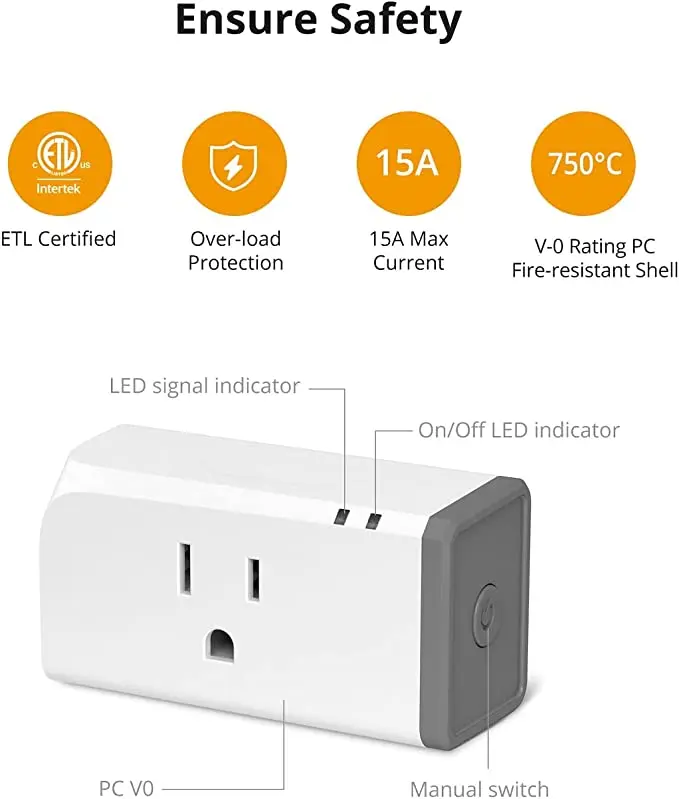 Ensure Safety
c ETL us
Intertek
15A
750°C
ETL Certified
Over-load
Protection
15A Max
Current
V-0 Rating PC
Fire-resistant Shell
LED signal indicator
On/Off LED indicator
PC V0
Manual switch